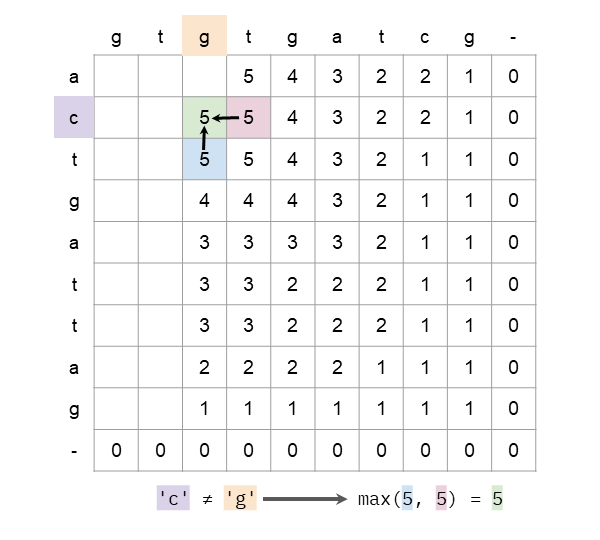 g t g t g a t c g -
a 5 4 3 2 2 1 0
c 5 5 4 3 2 2 1 0
t 5 5 4 3 2 1 1 0
g 4 4 4 3 2 1 1 0
a 3 3 3 3 2 1 1 0
t 3 3 2 2 2 1 1 0
t 3 3 2 2 2 1 1 0
a 2 2 2 2 1 1 1 0
g 1 1 1 1 1 1 1 0
- 0 0 0 0 0 0 0 0 0 0
'c' ≠ 'g' max(5, 5) = 5